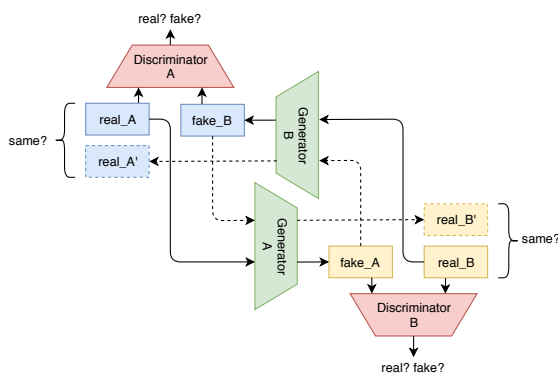 real? fake?
Discriminator
A
real_A
fake_B
same?
real_A'
Generator
B
Generator
A
real_B'
same?
fake_A
real_B
Discriminator
B
real? fake?